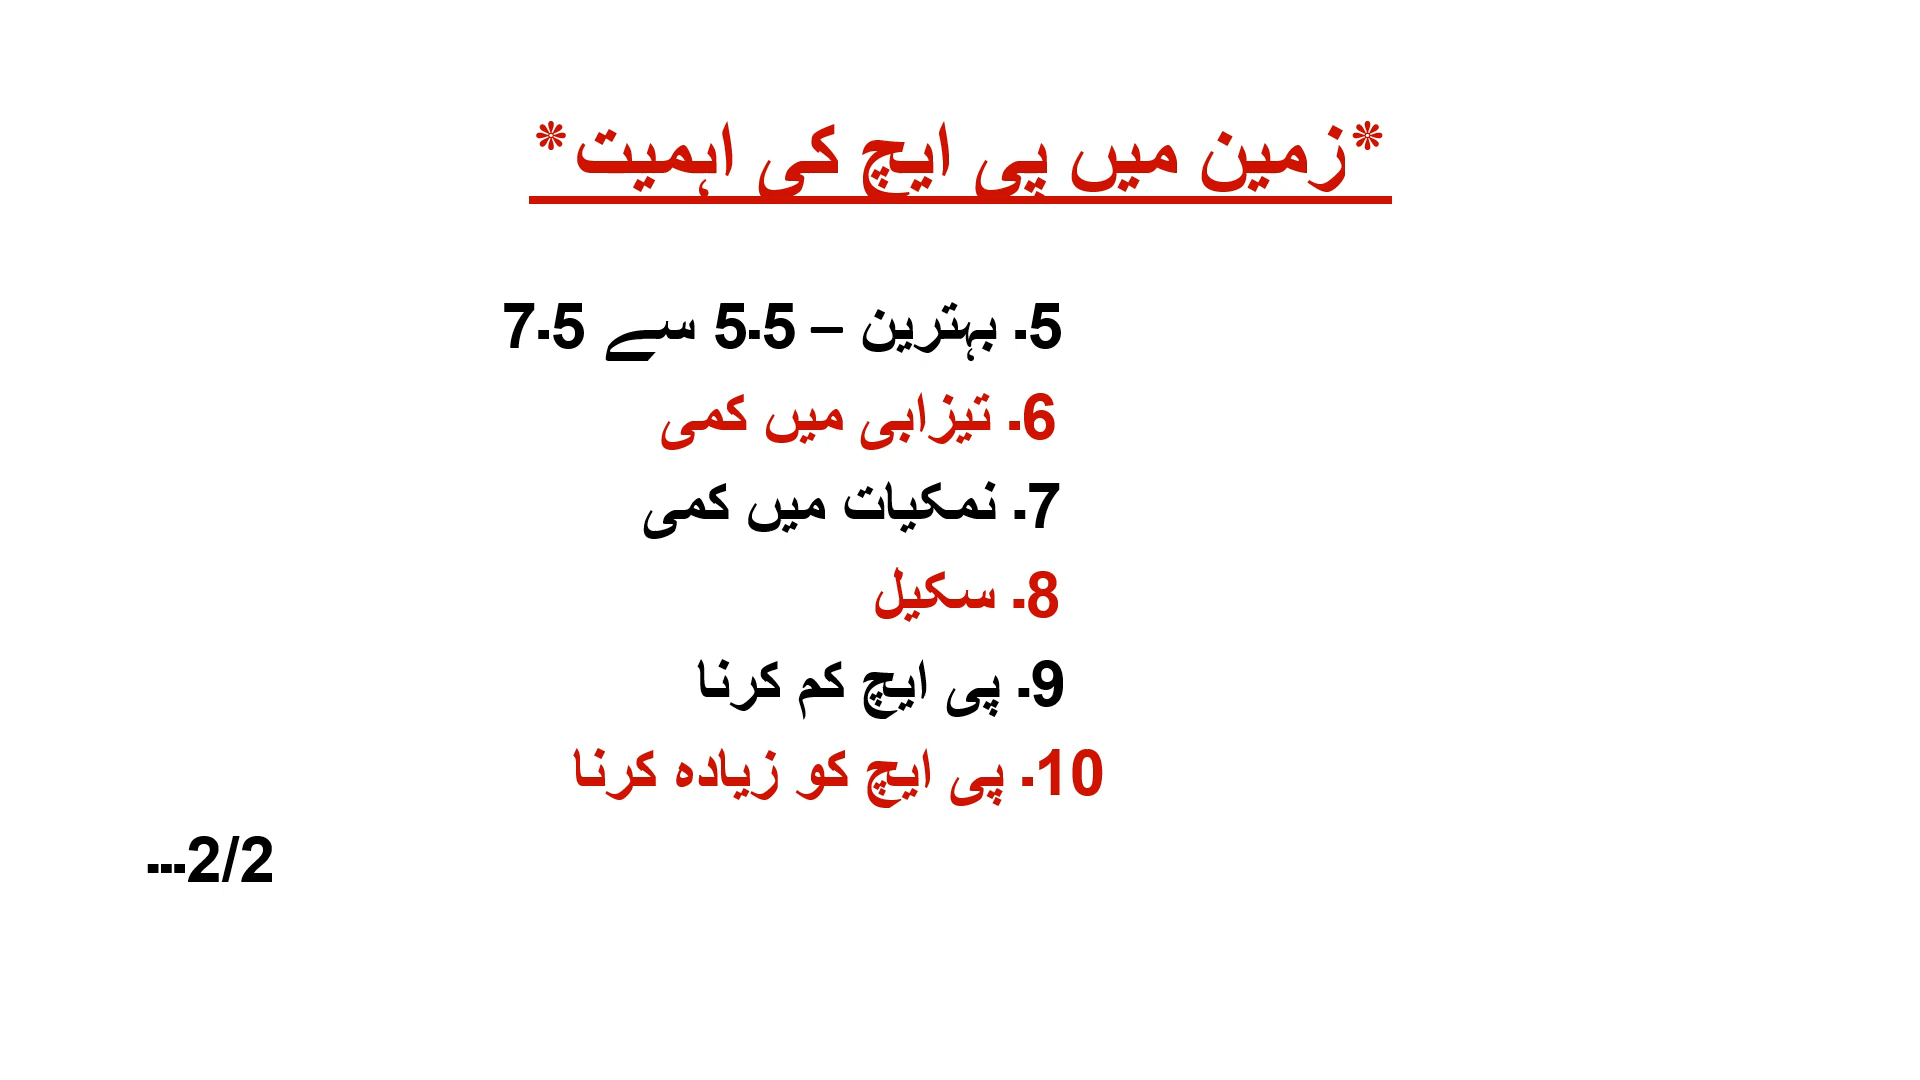 *زمین میں پی ایچ کی اہمیت*
5۔ بہترین – 5۔5 سے 5۔7
6۔ تیزابی میں کمی
7۔ نمکیات میں کمی
8۔ سکیل
9۔ پی ایچ کم کرنا
10۔ پی ایچ کو زیادہ کرنا
2/2۔۔۔